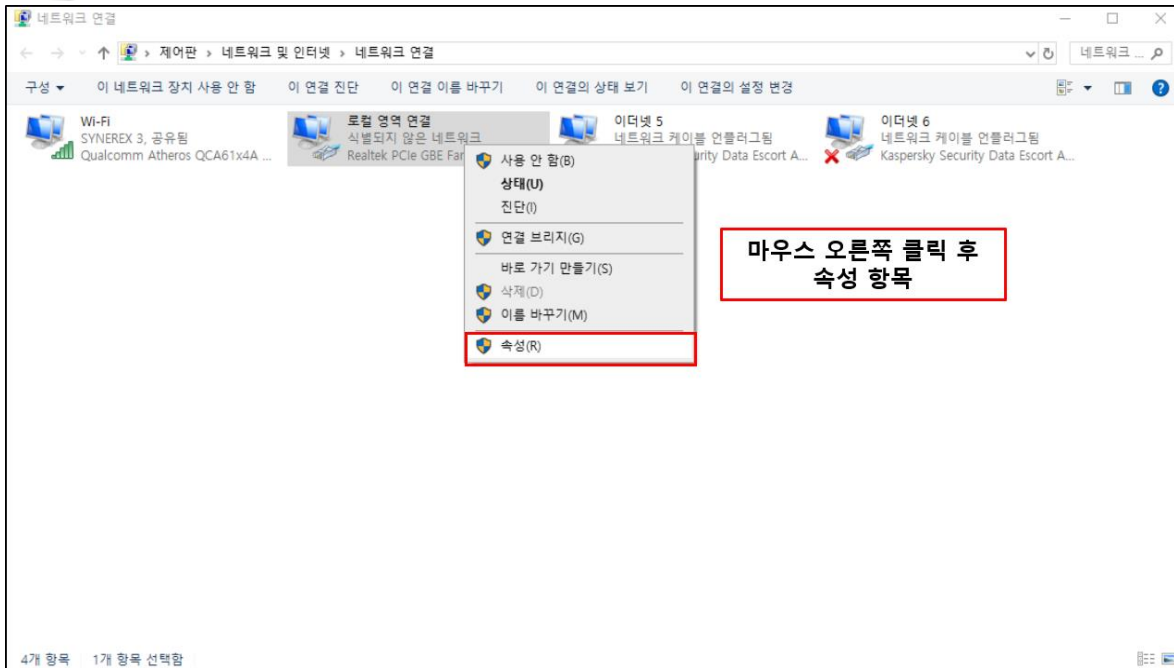 네트워크 연결
제어판 › 네트워크 및 인터넷 › 네트워크 연결
네트워크 ...
구성 이 네트워크 장치 사용 안 함 이 연결 진단 이 연결 이름 바꾸기 이 연결의 상태 보기 이 연결의 설정 변경
Wi-Fi
SYNEREX 3, 공유됨
Qualcomm Atheros QCA61x4A ...
로컬 영역 연결
식별되지 않은 네트워크
Realtek PCIe GBE Far
이더넷 5
네트워크 케이블 언플러그됨
urity Data Escort A...
이더넷 6
네트워크 케이블 언플러그됨
Kaspersky Security Data Escort A...
사용 안 함(B)
상태(U)
진단(I)
연결 브리지(G)
바로 가기 만들기(S)
삭제(D)
이름 바꾸기(M)
속성(R)
마우스 오른쪽 클릭 후
속성 항목
4개 항목 1개 항목 선택함